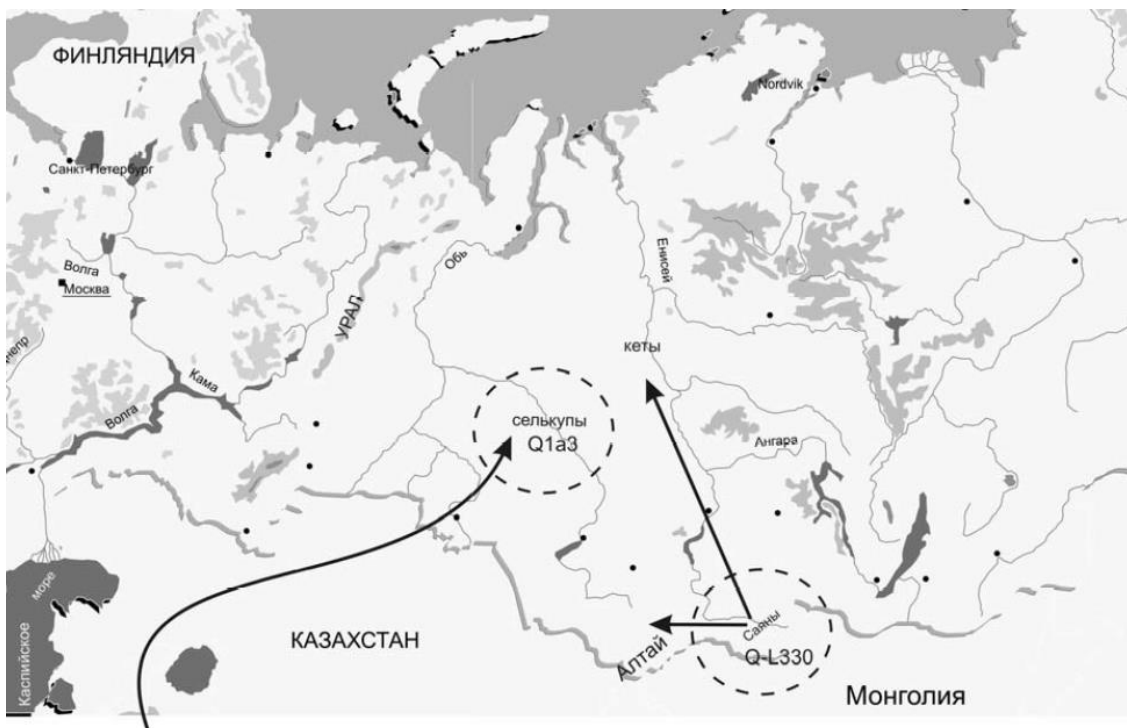 ФИНЛЯНДИЯ
Nordvik
Санкт-Петербург
Енисей
Обь
Волга
Москва
УРАЛ
непр
Кама
кеты
Волга
селькупы
Q1a3
Ангара
Каспийское
море
КАЗАХСТАН
Алтай
Саяны
Q-L330
Монголия